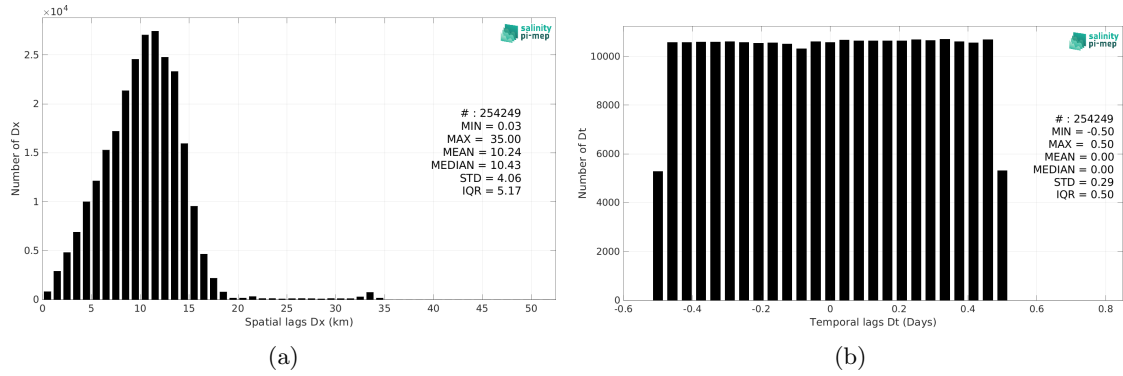 ×10⁴
2.5
2
1.5
1
0.5
0
Number of Dx
salinity
pi-mep
# : 254249
MIN = 0.03
MAX = 35.00
MEAN = 10.24
MEDIAN = 10.43
STD = 4.06
IQR = 5.17
0 5 10 15 20 25 30 35 40 45 50
Spatial lags Dx (km)
(a)
10000
8000
6000
4000
2000
0
Number of Dt
salinity
pi-mep
# : 254249
MIN = -0.50
MAX = 0.50
MEAN = 0.00
MEDIAN = 0.00
STD = 0.29
IQR = 0.50
-0.6 -0.4 -0.2 0 0.2 0.4 0.6 0.8
Temporal lags Dt (Days)
(b)